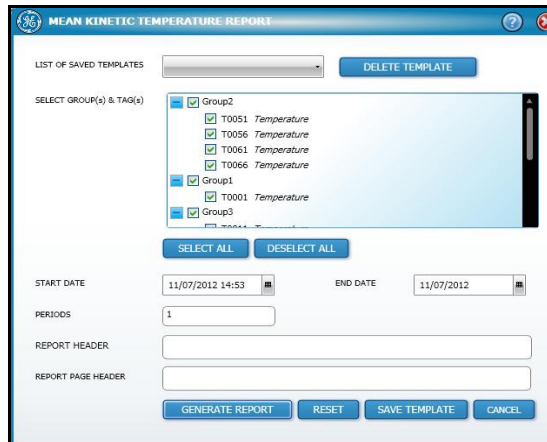 MEAN KINETIC TEMPERATURE REPORT
LIST OF SAVED TEMPLATES
DELETE TEMPLATE
SELECT GROUP(s) & TAG(s)
Group2
T0051 Temperature
T0056 Temperature
T0061 Temperature
T0066 Temperature
Group1
T0001 Temperature
Group3
SELECT ALL DESELECT ALL
START DATE 11/07/2012 14:53 END DATE 11/07/2012
PERIODS 1
REPORT HEADER
REPORT PAGE HEADER
GENERATE REPORT RESET SAVE TEMPLATE CANCEL